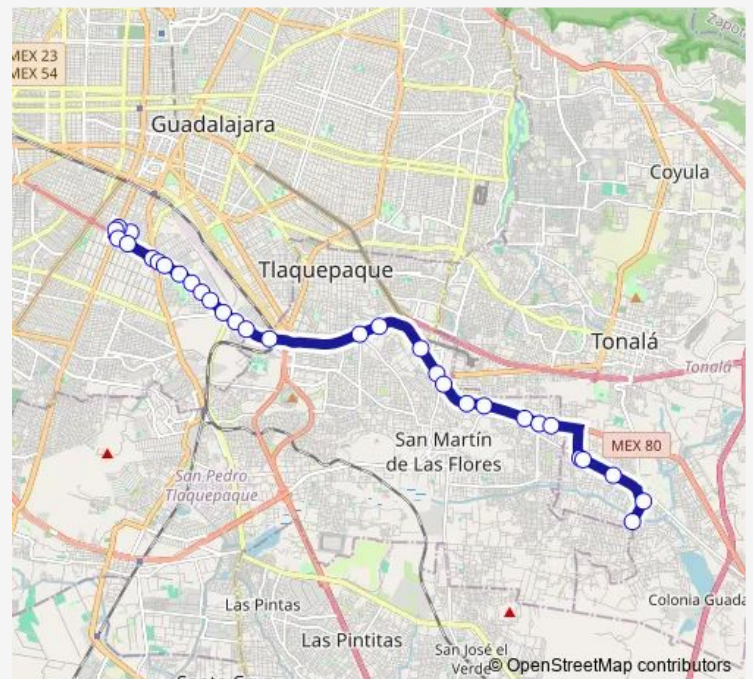 MEX 23
MEX 54
Guadalajara
Coyula
Tlaquepaque
Tonalá
Tonalá
San Martín
de Las Flores
MEX 80
San Pedro
Tlaquepaque
Las Pintas
Colonia Guada
Las Pintitas
San José el
Verde
© OpenStreetMap contributors